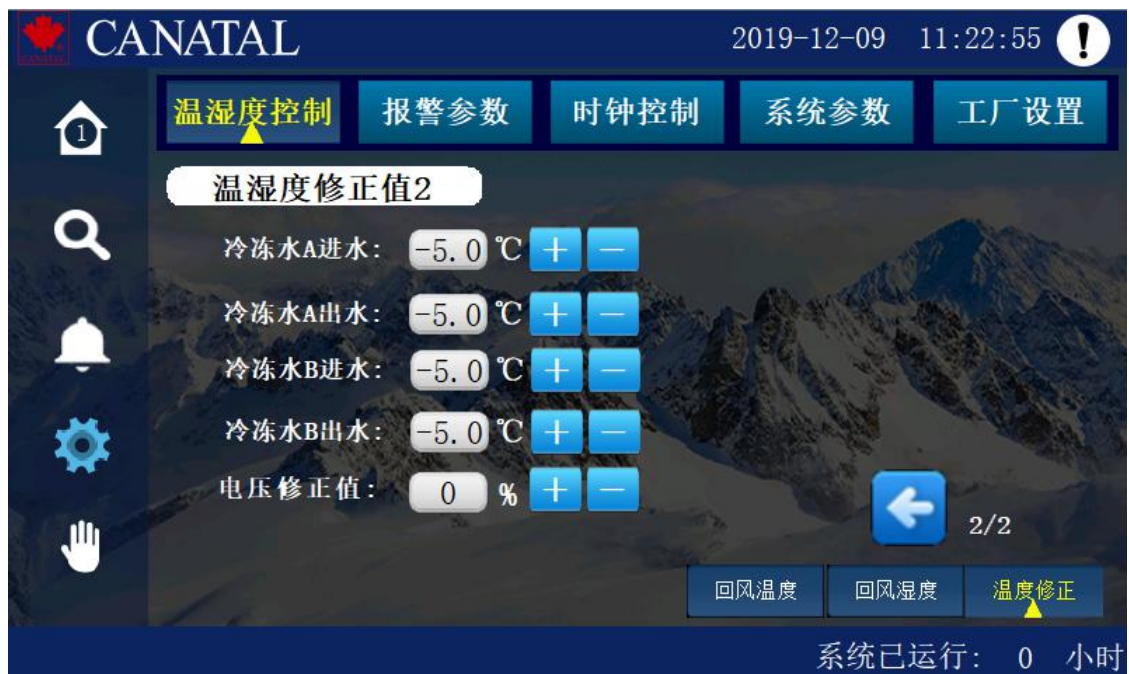 CANATAL 2019-12-09 11:22:55
温湿度控制 报警参数 时钟控制 系统参数 工厂设置
1
温湿度修正值2
冷冻水A进水: -5.0 ℃ + −
冷冻水A出水: -5.0 ℃ + −
冷冻水B进水: -5.0 ℃ + −
冷冻水B出水: -5.0 ℃ + −
电压修正值: 0 % + −
2/2
回风温度 回风湿度 温度修正
系统已运行: 0 小时